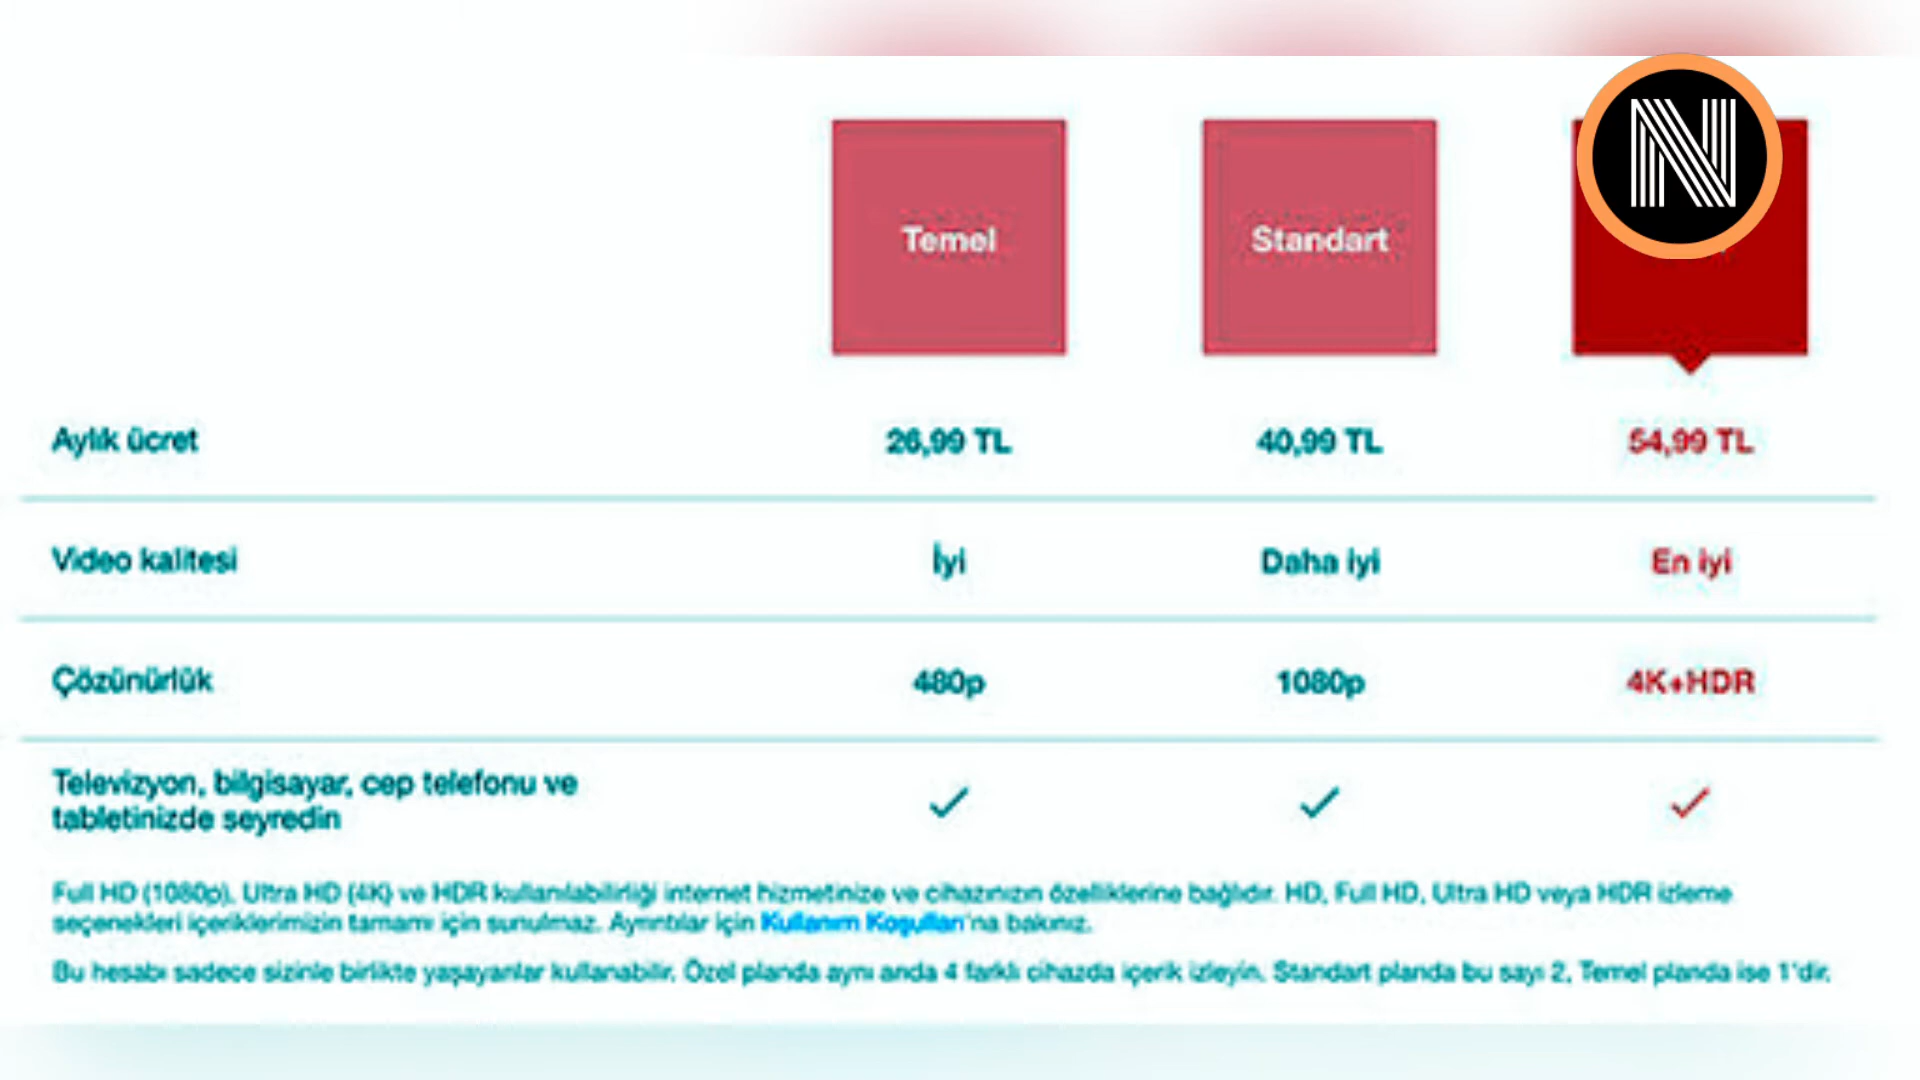 N
Temel Standart
Aylık ücret 26,99 TL 40,99 TL 54,99 TL
Video kalitesi İyi Daha iyi En iyi
Çözünürlük 480p 1080p 4K+HDR
Televizyon, bilgisayar, cep telefonu ve
tabletinizde seyredin
Full HD (1080p), Ultra HD (4K) ve HDR kullanılabilirliği internet hizmetinize ve cihazınızın özelliklerine bağlıdır. HD, Full HD, Ultra HD veya HDR izleme
seçenekleri içeriklerimizin tamamı için sunulmaz. Ayrıntılar için Kullanım Koşulları'na bakınız.
Bu hesabı sadece sizinle birlikte yaşayanlar kullanabilir. Özel planda aynı anda 4 farklı cihazda içerik izleyin. Standart planda bu sayı 2, Temel planda ise 1'dir.